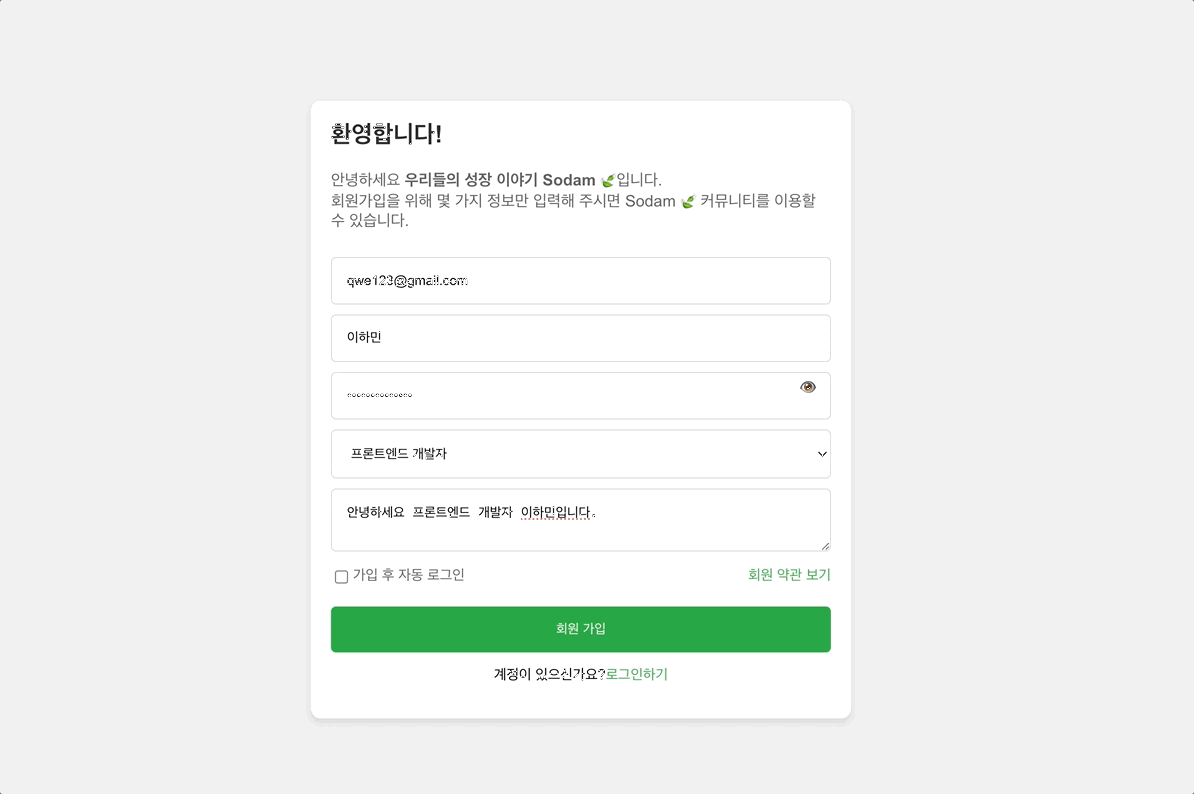 환영합니다!
안녕하세요 우리들의 성장 이야기 Sodam 🍃입니다.
회원가입을 위해 몇 가지 정보만 입력해 주시면 Sodam 🍃 커뮤니티를 이용할
수 있습니다.
qwe123@gmail.com
이하민
프론트엔드 개발자
안녕하세요 프론트엔드 개발자 이하민입니다.
가입 후 자동 로그인
회원 약관 보기
회원 가입
계정이 있으신가요?로그인하기